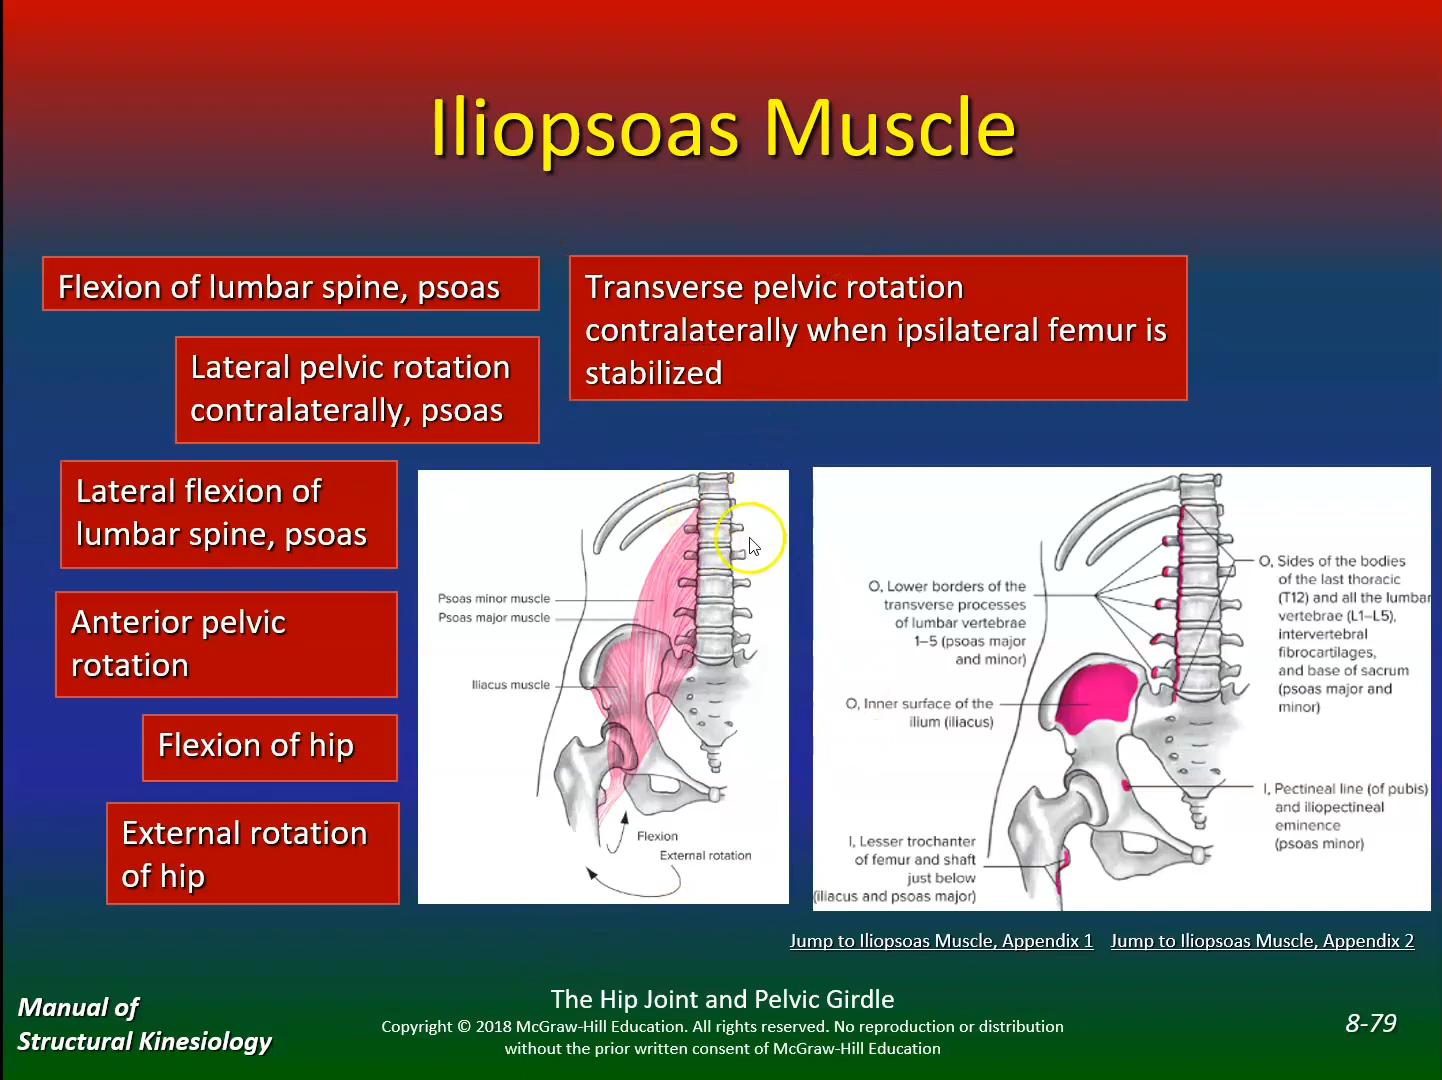 Iliopsoas Muscle
Flexion of lumbar spine, psoas
Transverse pelvic rotation
contralaterally when ipsilateral femur is
stabilized
Lateral pelvic rotation
contralaterally, psoas
Lateral flexion of
lumbar spine, psoas
Anterior pelvic
rotation
Flexion of hip
External rotation
of hip
Psoas minor muscle
Psoas major muscle
Iliacus muscle
Flexion
External rotation
O, Lower borders of the
transverse processes
of lumbar vertebrae
1–5 (psoas major
and minor)
O, Inner surface of the
ilium (iliacus)
I, Lesser trochanter
of femur and shaft
just below
(iliacus and psoas major)
O, Sides of the bodies
of the last thoracic
(T12) and all the lumbar
vertebrae (L1–L5),
intervertebral
fibrocartilages,
and base of sacrum
(psoas major and
minor)
I, Pectineal line (of pubis)
and iliopectineal
eminence
(psoas minor)
Jump to Iliopsoas Muscle, Appendix 1
Jump to Iliopsoas Muscle, Appendix 2
Manual of
Structural Kinesiology
The Hip Joint and Pelvic Girdle
Copyright © 2018 McGraw-Hill Education. All rights reserved. No reproduction or distribution
without the prior written consent of McGraw-Hill Education
8-79